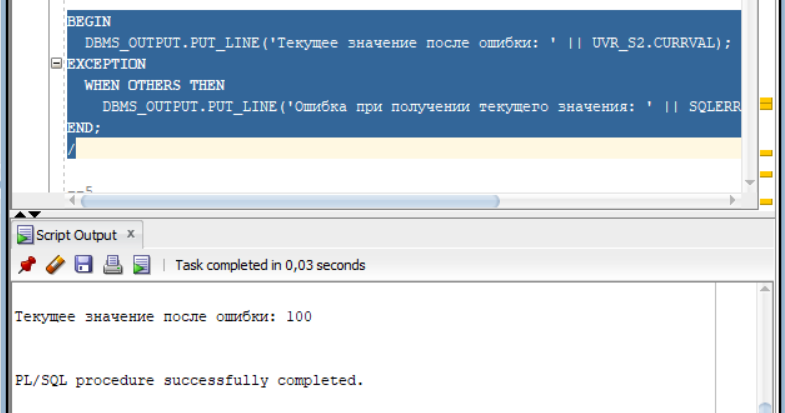 BEGIN
DBMS_OUTPUT.PUT_LINE('Текущее значение после ошибки: ' || UVR_S2.CURRVAL);
EXCEPTION
WHEN OTHERS THEN
DBMS_OUTPUT.PUT_LINE('Ошибка при получении текущего значения: ' || SQLERR
END;
/
--5
Script Output x
Task completed in 0,03 seconds
Текущее значение после ошибки: 100
PL/SQL procedure successfully completed.